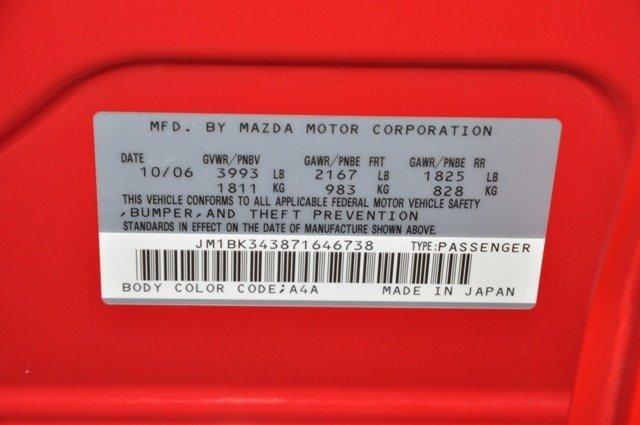 MFD. BY MAZDA MOTOR CORPORATION
DATE GVWR/PNBV GAWR/PNBE FRT GAWR/PNBE RR
10/06 3993 LB 2167 LB 1825 LB
1811 KG 983 KG 828 KG
THIS VEHICLE CONFORMS TO ALL APPLICABLE FEDERAL MOTOR VEHICLE SAFETY
,BUMPER,AND THEFT PREVENTION
STANDARDS IN EFFECT ON THE DATE OF MANUFACTURE SHOWN ABOVE.
JM1BK343871646738 TYPE:PASSENGER
BODY COLOR CODE;A4A MADE IN JAPAN